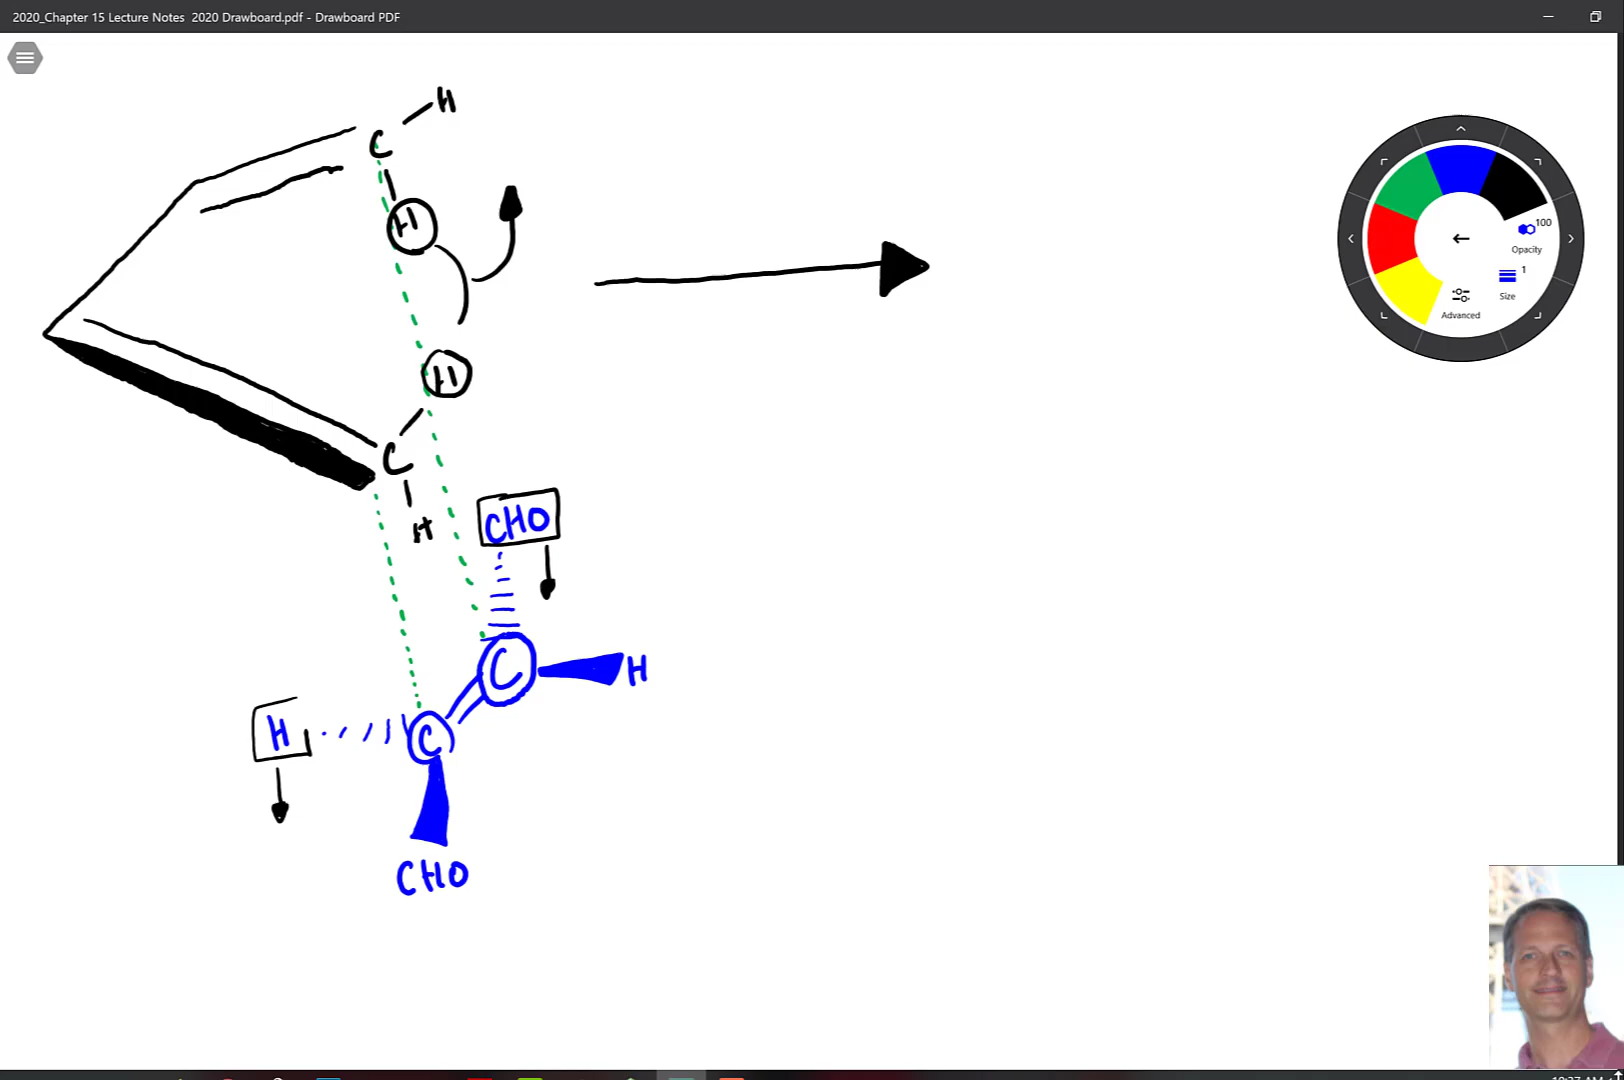 2020_Chapter 15 Lecture Notes  2020 Drawboard.pdf - Drawboard PDF
H
C
H
100
Opacity
1
Size
Advanced
H
C
H
CHO
C
H
H
C
CHO